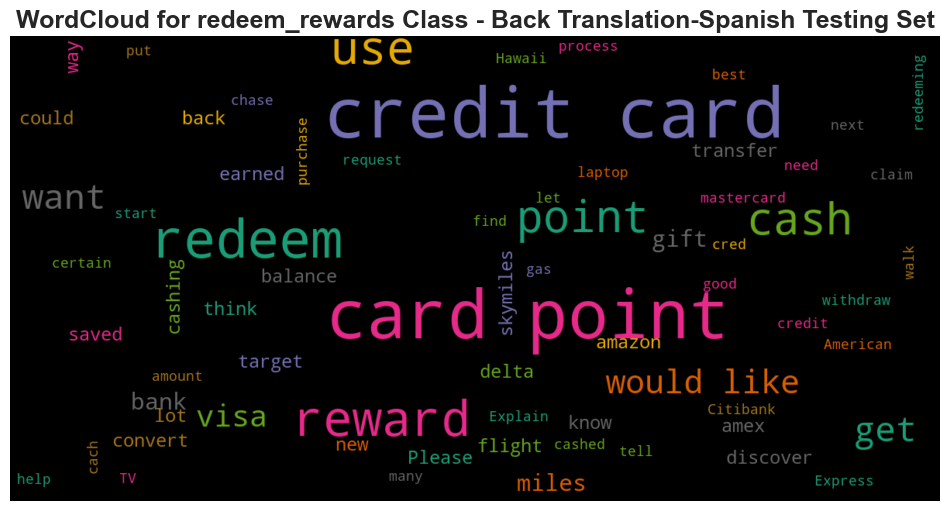 WordCloud for redeem_rewards Class - Back Translation-Spanish Testing Set
way
put
use
Hawaii
process
best
redeeming
could
chase
back
credit card
next
purchase
request
transfer
earned
laptop
need
claim
want
start
let
mastercard
redeem
find
point
cash
gift
cred
certain
cashing
balance
skymiles
gas
walk
think
card point
good
withdraw
saved
credit
amazon
American
target
amount
delta
would like
bank
lot
visa
reward
Explain
know
Citibank
amex
get
convert
new
Please
flight
cashed
tell
discover
cach
help
TV
many
miles
Express